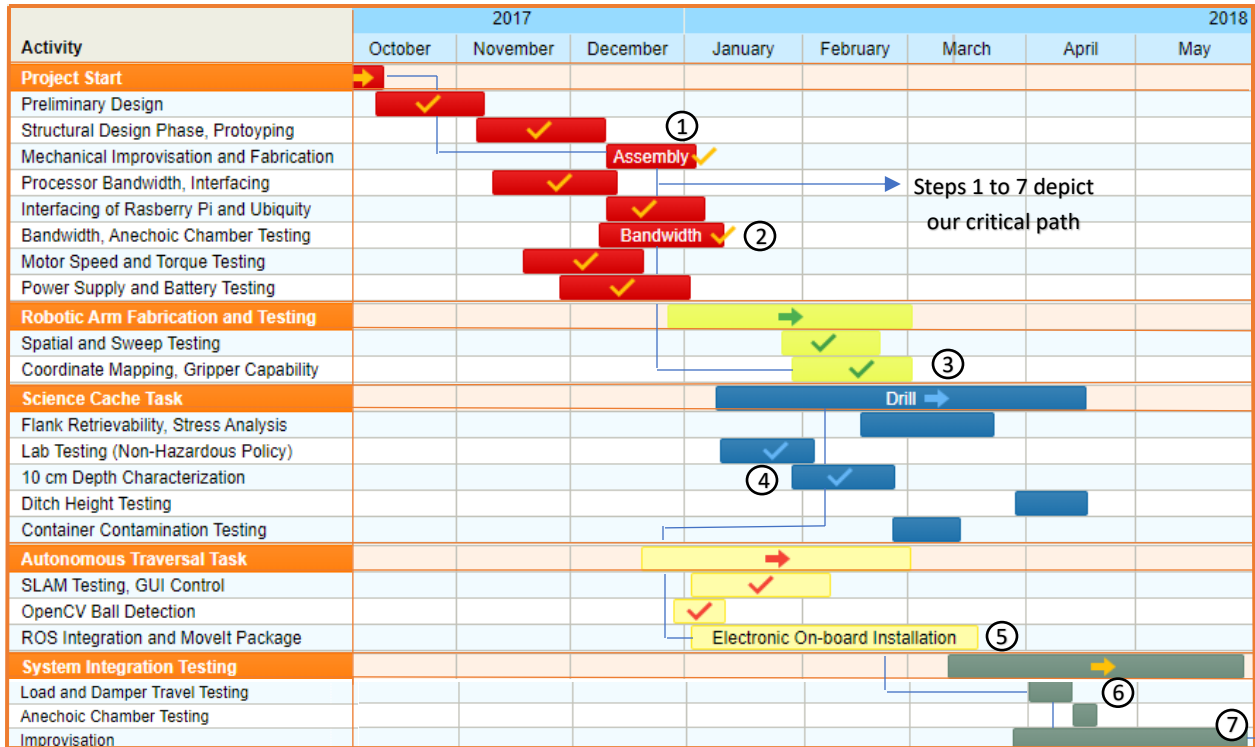 2017 2018
Activity October November December January February March April May
Project Start
Preliminary Design
Structural Design Phase, Protoyping 1
Mechanical Improvisation and Fabrication Assembly
Processor Bandwidth, Interfacing Steps 1 to 7 depict
Interfacing of Rasberry Pi and Ubiquity our critical path
Bandwidth, Anechoic Chamber Testing Bandwidth 2
Motor Speed and Torque Testing
Power Supply and Battery Testing
Robotic Arm Fabrication and Testing
Spatial and Sweep Testing
Coordinate Mapping, Gripper Capability 3
Science Cache Task Drill
Flank Retrievability, Stress Analysis
Lab Testing (Non-Hazardous Policy)
10 cm Depth Characterization 4
Ditch Height Testing
Container Contamination Testing
Autonomous Traversal Task
SLAM Testing, GUI Control
OpenCV Ball Detection
ROS Integration and MoveIt Package Electronic On-board Installation 5
System Integration Testing
Load and Damper Travel Testing 6
Anechoic Chamber Testing
Improvisation 7